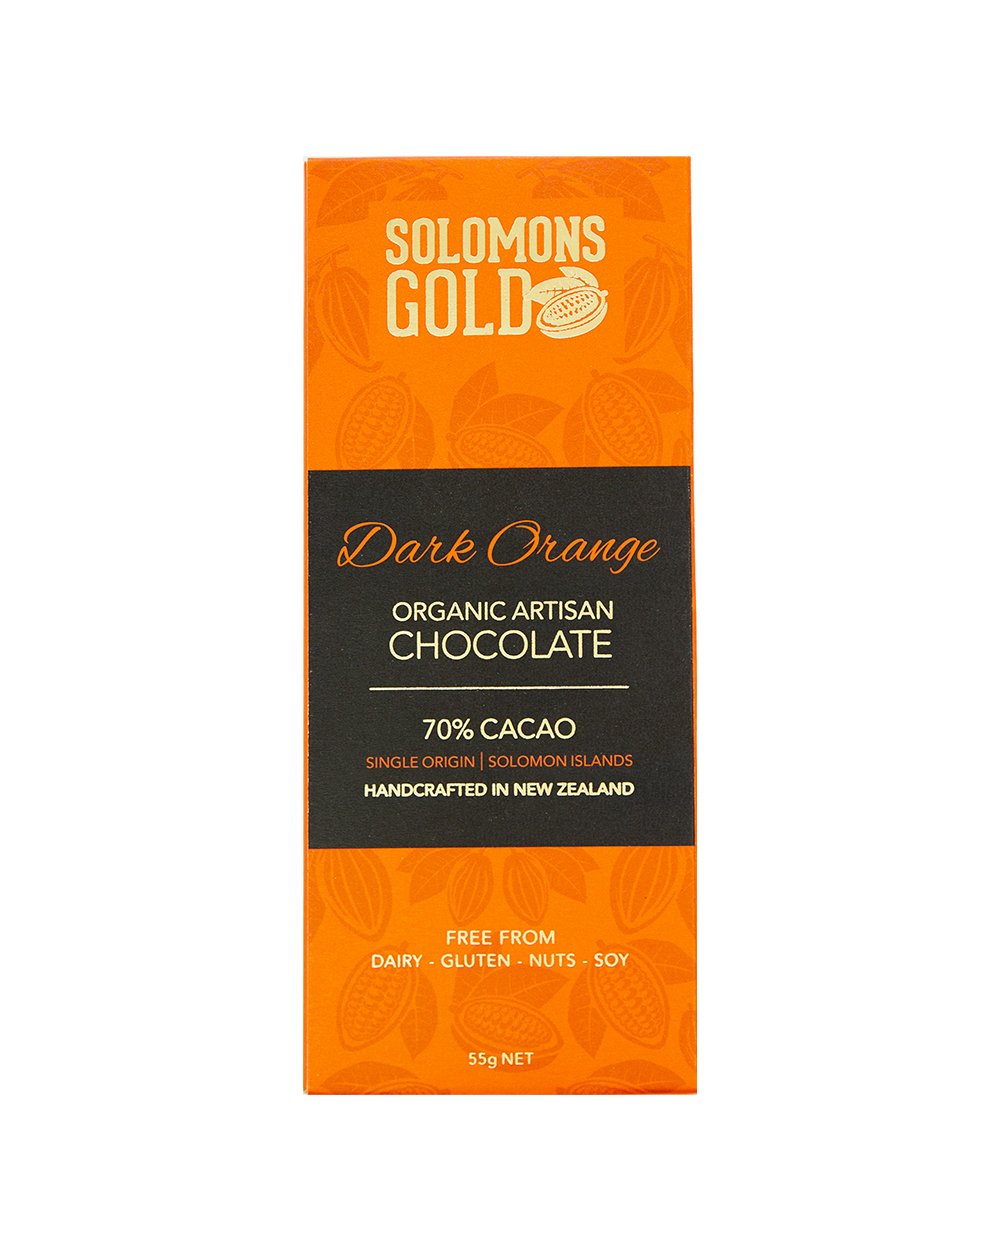 SOLOMONS
GOLD
Dark Orange
ORGANIC ARTISAN
CHOCOLATE
70% CACAO
SINGLE ORIGIN | SOLOMON ISLANDS
HANDCRAFTED IN NEW ZEALAND
FREE FROM
DAIRY - GLUTEN - NUTS - SOY
55g NET